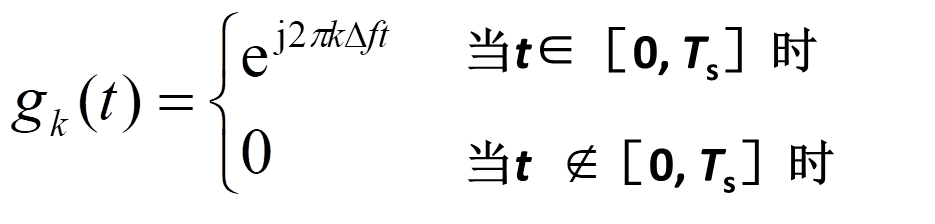 g_k(t) = { e^{j2πkΔft} 当t∈ [0, T_s] 时
0 当t ∉ [0, T_s] 时